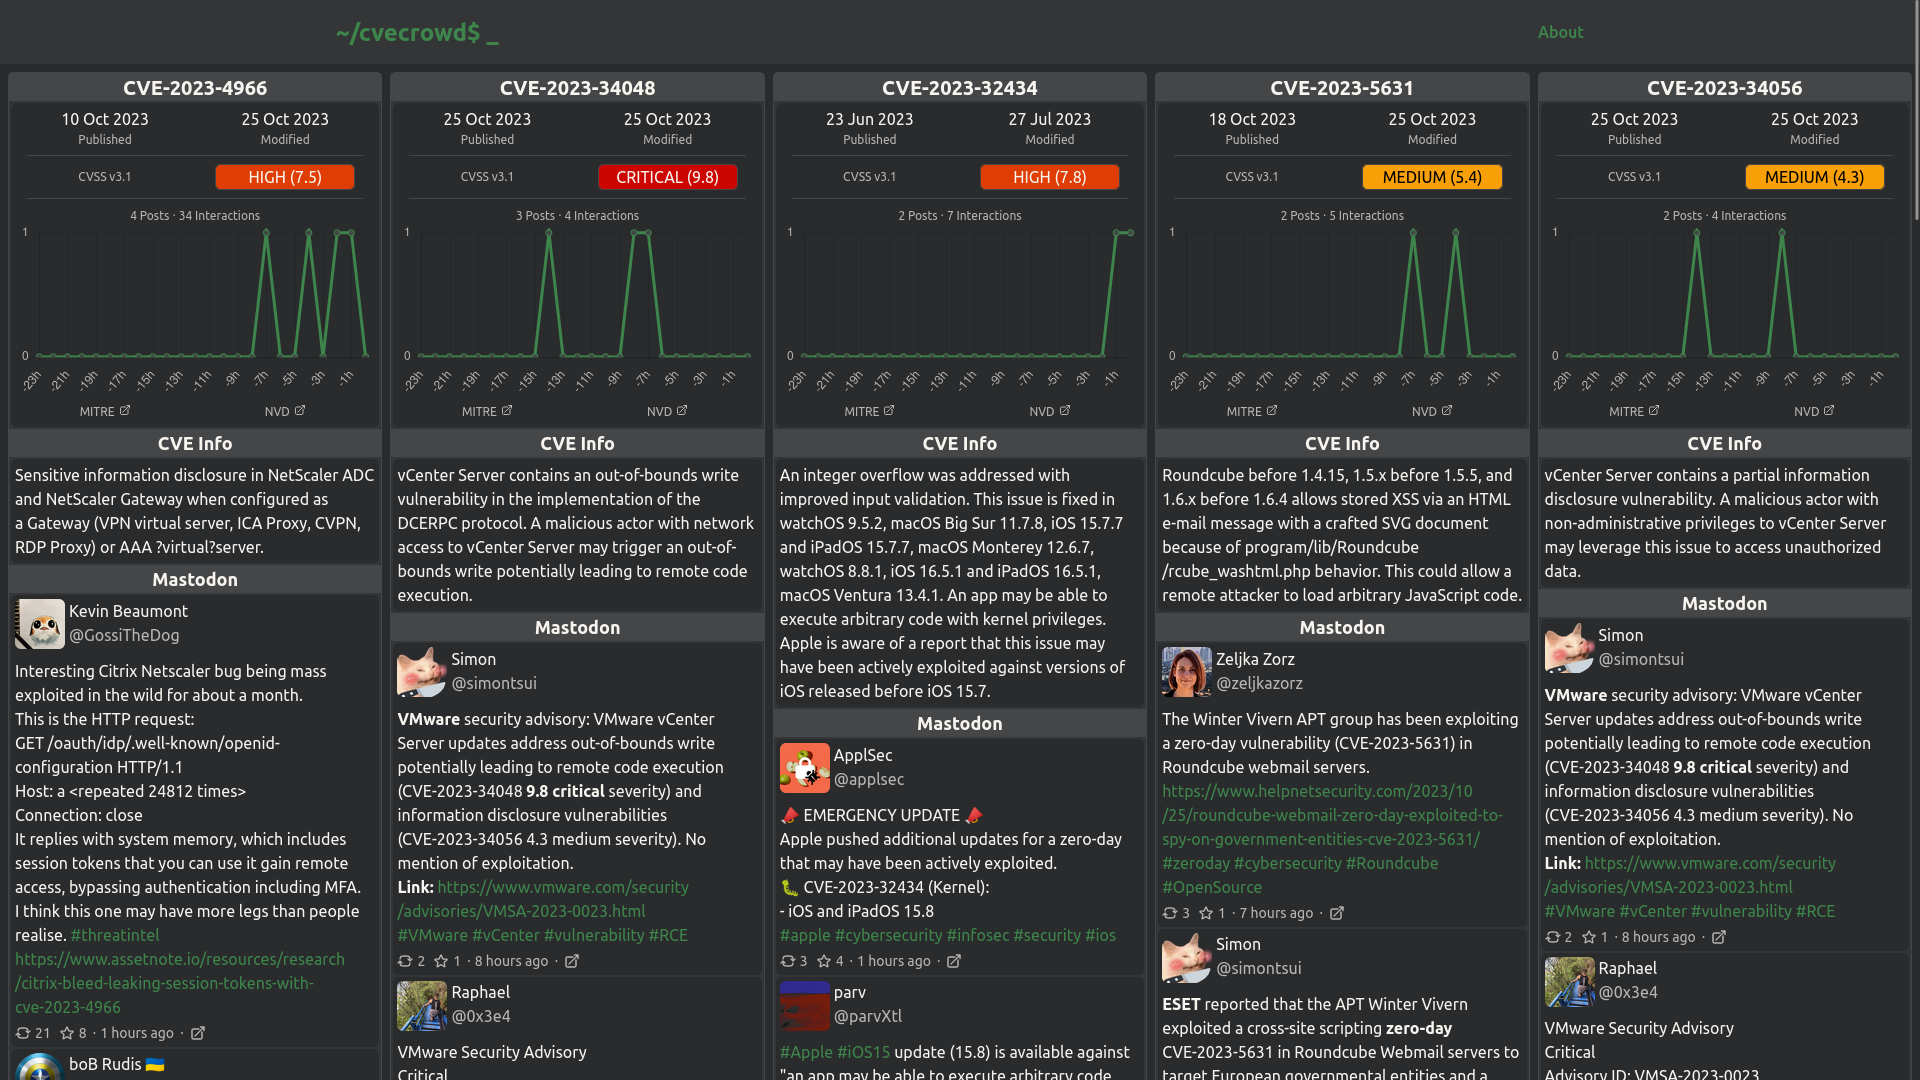 ~/cvecrowd$ _
About
CVE-2023-4966
10 Oct 2023
Published
25 Oct 2023
Modified
CVSS v3.1
HIGH (7.5)
4 Posts · 34 Interactions
1
0
-23h
-21h
-19h
-17h
-15h
-13h
-11h
-9h
-7h
-5h
-3h
-1h
MITRE
NVD
CVE Info
Sensitive information disclosure in NetScaler ADC
and NetScaler Gateway when configured as
a Gateway (VPN virtual server, ICA Proxy, CVPN,
RDP Proxy) or AAA ?virtual?server.
Mastodon
Kevin Beaumont
@GossiTheDog
Interesting Citrix Netscaler bug being mass
exploited in the wild for about a month.
This is the HTTP request:
GET /oauth/idp/.well-known/openid-
configuration HTTP/1.1
Host: a <repeated 24812 times>
Connection: close
It replies with system memory, which includes
session tokens that you can use it gain remote
access, bypassing authentication including MFA.
I think this one may have more legs than people
realise. #threatintel
https://www.assetnote.io/resources/research
/citrix-bleed-leaking-session-tokens-with-
cve-2023-4966
21 8 · 1 hours ago ·
boB Rudis 🇺🇦
CVE-2023-34048
25 Oct 2023
Published
25 Oct 2023
Modified
CVSS v3.1
CRITICAL (9.8)
3 Posts · 4 Interactions
1
0
-23h
-21h
-19h
-17h
-15h
-13h
-11h
-9h
-7h
-5h
-3h
-1h
MITRE
NVD
CVE Info
vCenter Server contains an out-of-bounds write
vulnerability in the implementation of the
DCERPC protocol. A malicious actor with network
access to vCenter Server may trigger an out-of-
bounds write potentially leading to remote code
execution.
Mastodon
Simon
@simontsui
VMware security advisory: VMware vCenter
Server updates address out-of-bounds write
potentially leading to remote code execution
(CVE-2023-34048 9.8 critical severity) and
information disclosure vulnerabilities
(CVE-2023-34056 4.3 medium severity). No
mention of exploitation.
Link: https://www.vmware.com/security
/advisories/VMSA-2023-0023.html
#VMware #vCenter #vulnerability #RCE
2 1 · 8 hours ago ·
Raphael
@0x3e4
VMware Security Advisory
Critical
CVE-2023-32434
23 Jun 2023
Published
27 Jul 2023
Modified
CVSS v3.1
HIGH (7.8)
2 Posts · 7 Interactions
1
0
-23h
-21h
-19h
-17h
-15h
-13h
-11h
-9h
-7h
-5h
-3h
-1h
MITRE
NVD
CVE Info
An integer overflow was addressed with
improved input validation. This issue is fixed in
watchOS 9.5.2, macOS Big Sur 11.7.8, iOS 15.7.7
and iPadOS 15.7.7, macOS Monterey 12.6.7,
watchOS 8.8.1, iOS 16.5.1 and iPadOS 16.5.1,
macOS Ventura 13.4.1. An app may be able to
execute arbitrary code with kernel privileges.
Apple is aware of a report that this issue may
have been actively exploited against versions of
iOS released before iOS 15.7.
Mastodon
ApplSec
@applsec
📣 EMERGENCY UPDATE 📣
Apple pushed additional updates for a zero-day
that may have been actively exploited.
🐛 CVE-2023-32434 (Kernel):
- iOS and iPadOS 15.8
#apple #cybersecurity #infosec #security #ios
3 4 · 1 hours ago ·
parv
@parvXtl
#Apple #iOS15 update (15.8) is available against
"an app may be able to execute arbitrary code
CVE-2023-5631
18 Oct 2023
Published
25 Oct 2023
Modified
CVSS v3.1
MEDIUM (5.4)
2 Posts · 5 Interactions
1
0
-23h
-21h
-19h
-17h
-15h
-13h
-11h
-9h
-7h
-5h
-3h
-1h
MITRE
NVD
CVE Info
Roundcube before 1.4.15, 1.5.x before 1.5.5, and
1.6.x before 1.6.4 allows stored XSS via an HTML
e-mail message with a crafted SVG document
because of program/lib/Roundcube
/rcube_washtml.php behavior. This could allow a
remote attacker to load arbitrary JavaScript code.
Mastodon
Zeljka Zorz
@zeljkazorz
The Winter Vivern APT group has been exploiting
a zero-day vulnerability (CVE-2023-5631) in
Roundcube webmail servers.
https://www.helpnetsecurity.com/2023/10
/25/roundcube-webmail-zero-day-exploited-to-
spy-on-government-entities-cve-2023-5631/
#zeroday #cybersecurity #Roundcube
#OpenSource
3 1 · 7 hours ago ·
Simon
@simontsui
ESET reported that the APT Winter Vivern
exploited a cross-site scripting zero-day
CVE-2023-5631 in Roundcube Webmail servers to
target European governmental entities and a
CVE-2023-34056
25 Oct 2023
Published
25 Oct 2023
Modified
CVSS v3.1
MEDIUM (4.3)
2 Posts · 4 Interactions
1
0
-23h
-21h
-19h
-17h
-15h
-13h
-11h
-9h
-7h
-5h
-3h
-1h
MITRE
NVD
CVE Info
vCenter Server contains a partial information
disclosure vulnerability. A malicious actor with
non-administrative privileges to vCenter Server
may leverage this issue to access unauthorized
data.
Mastodon
Simon
@simontsui
VMware security advisory: VMware vCenter
Server updates address out-of-bounds write
potentially leading to remote code execution
(CVE-2023-34048 9.8 critical severity) and
information disclosure vulnerabilities
(CVE-2023-34056 4.3 medium severity). No
mention of exploitation.
Link: https://www.vmware.com/security
/advisories/VMSA-2023-0023.html
#VMware #vCenter #vulnerability #RCE
2 1 · 8 hours ago ·
Raphael
@0x3e4
VMware Security Advisory
Critical
Advisory ID: VMSA-2023-0023